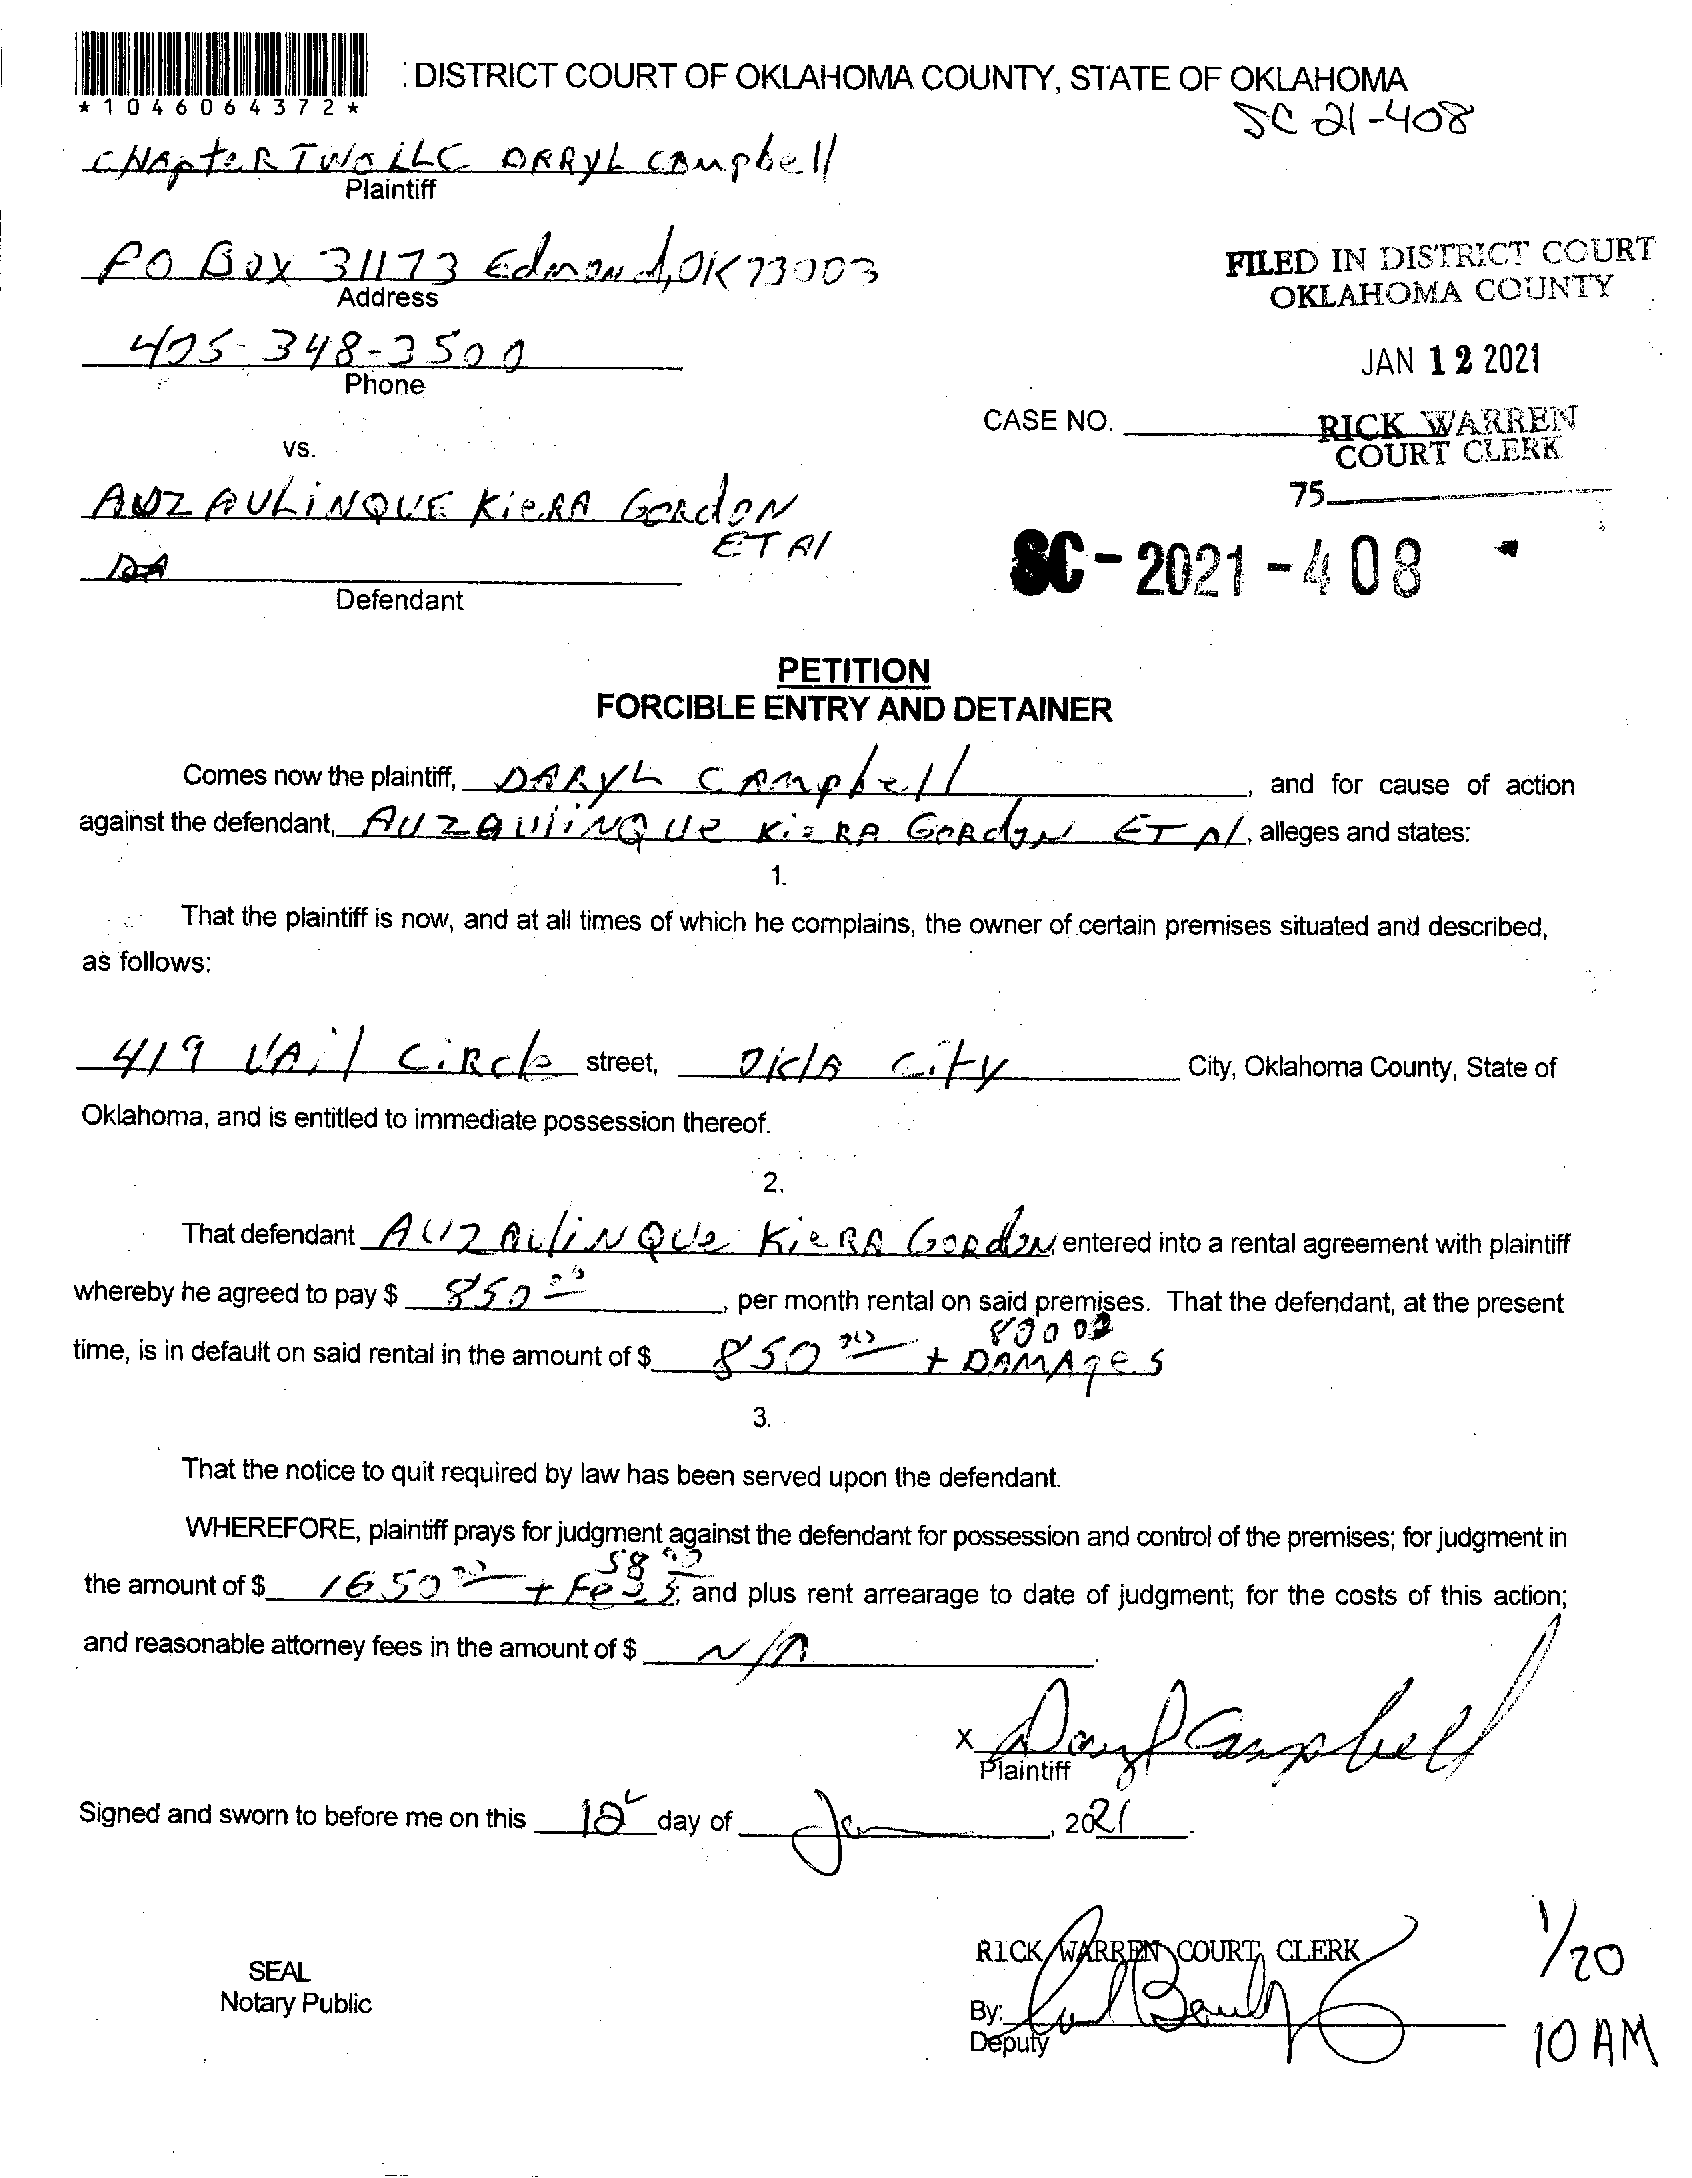 *1046064372*
: DISTRICT COURT OF OKLAHOMA COUNTY, STATE OF OKLAHOMA
SC 21-408
CHAPTER TWO LLC DARYL CAMPbell
Plaintiff
PO BOX 31173 Edmond, OK 73003
Address
FILED IN DISTRICT COURT
OKLAHOMA COUNTY
405-348-3500
Phone
JAN 12 2021
CASE NO.
RICK WARREN
COURT CLERK
vs.
75
AUZAULINQUE KIERA GORDON
ET Al
Defendant
SC-2021-408
PETITION
FORCIBLE ENTRY AND DETAINER
Comes now the plaintiff, DARYL CAMpbell, and for cause of action
against the defendant, AUZAULINQUE KIERA GORDON ET Al, alleges and states:
1.
That the plaintiff is now, and at all times of which he complains, the owner of certain premises situated and described,
as follows:
419 VAil CIRCle street, OklA City City, Oklahoma County, State of
Oklahoma, and is entitled to immediate possession thereof.
2.
That defendant AUZAUliNQUe KieRA GORdoN entered into a rental agreement with plaintiff
whereby he agreed to pay $ 850 00, per month rental on said premises. That the defendant, at the present
800 00
time, is in default on said rental in the amount of $ 850 00 + DAMAges
3.
That the notice to quit required by law has been served upon the defendant.
WHEREFORE, plaintiff prays for judgment against the defendant for possession and control of the premises; for judgment in
58 00
the amount of $ 1650 00 + Fees; and plus rent arrearage to date of judgment; for the costs of this action;
and reasonable attorney fees in the amount of $ N/A
X Daryl Campbell
Plaintiff
Signed and sworn to before me on this 12 day of Jan, 2021
RICK WARREN COURT CLERK
1/20
SEAL
Notary Public
By:
Deputy
10 AM